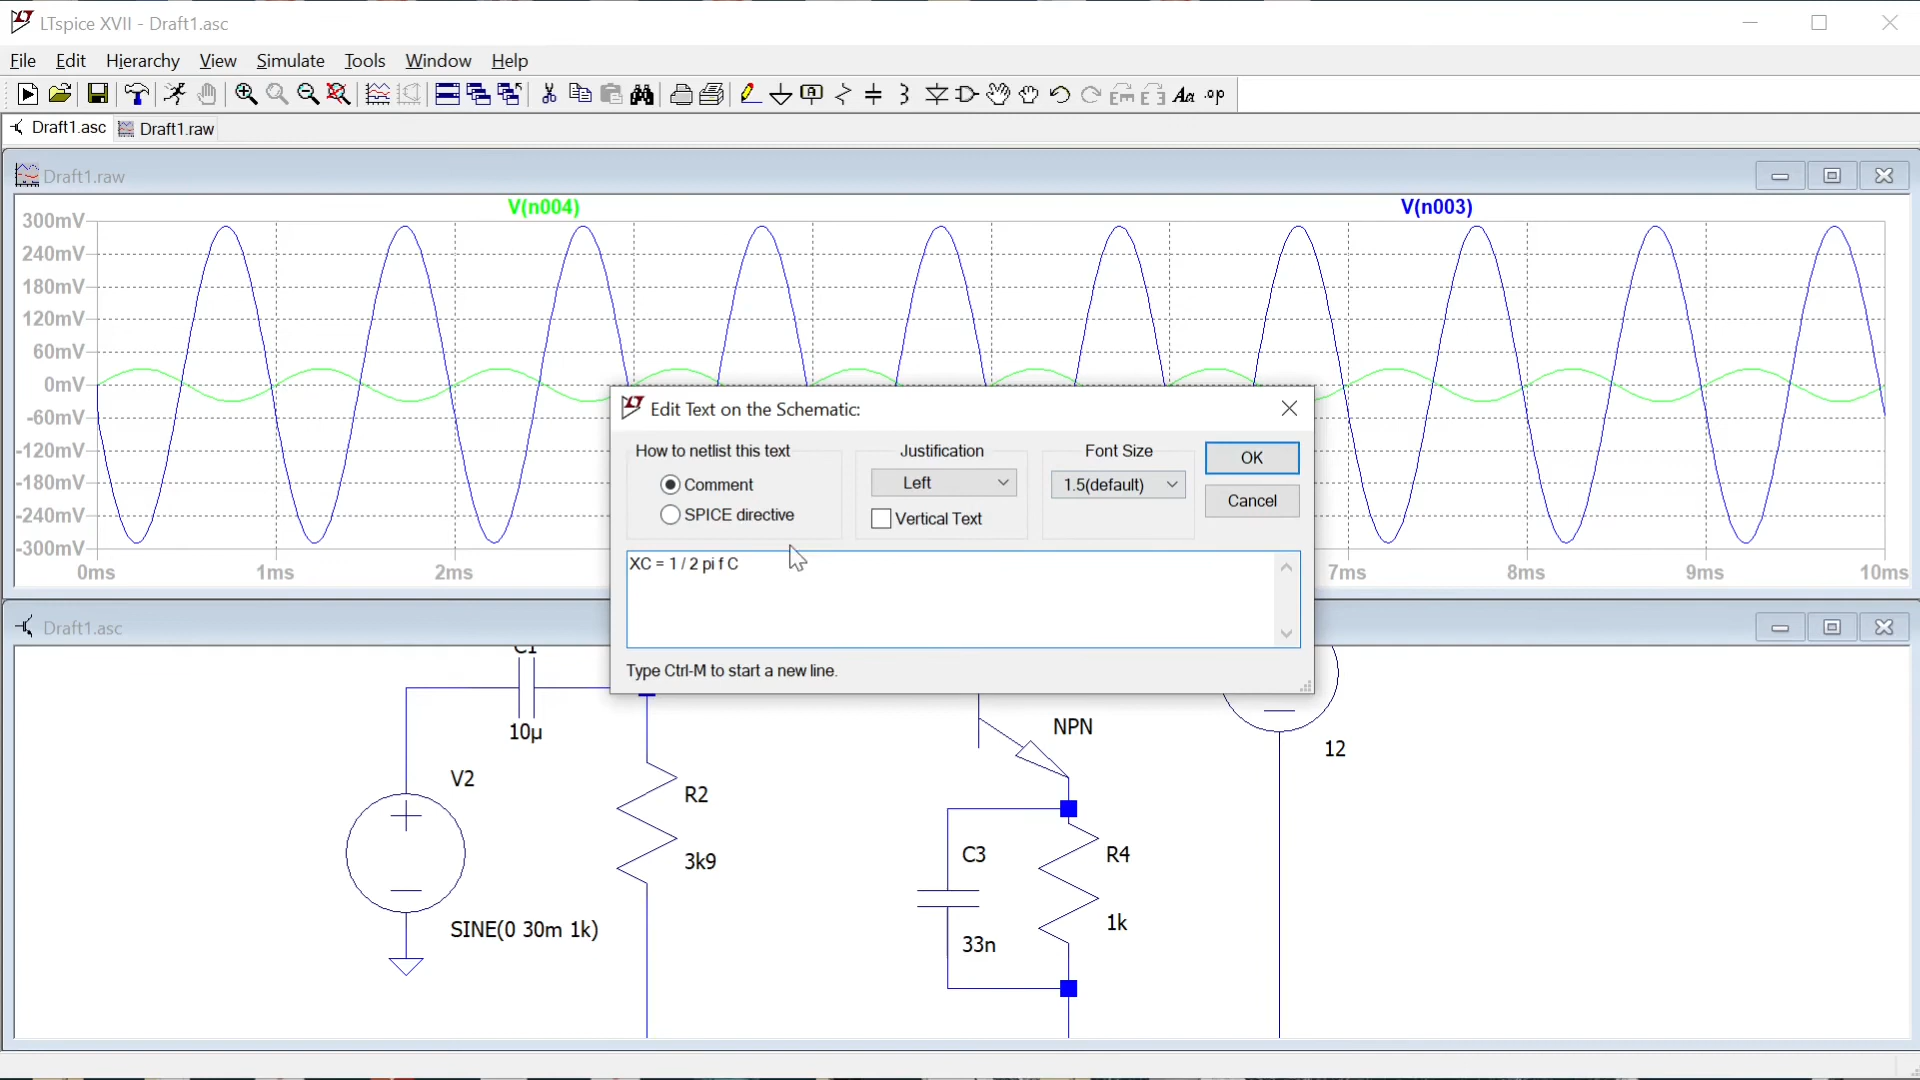 LTspice XVII - Draft1.asc
File Edit Hierarchy View Simulate Tools Window Help
Aa .op
Draft1.asc Draft1.raw
Draft1.raw
V(n004) V(n003)
300mV
240mV
180mV
120mV
60mV
0mV
-60mV
-120mV
-180mV
-240mV
-300mV
0ms 1ms 2ms 7ms 8ms 9ms 10ms
Edit Text on the Schematic:
How to netlist this text Justification Font Size
Comment Left 1.5(default) OK
SPICE directive Vertical Text Cancel
XC = 1 / 2 pi f C
Type Ctrl-M to start a new line.
Draft1.asc
C1
10µ
V2
SINE(0 30m 1k)
R2
3k9
NPN
C3
33n
R4
1k
12